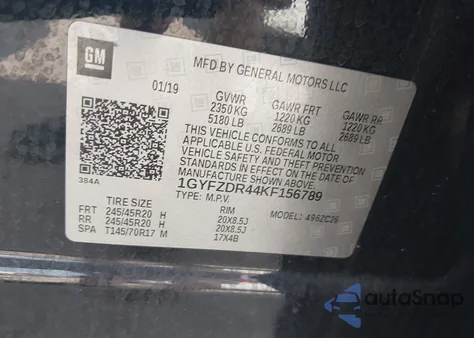 GM
MFD BY GENERAL MOTORS LLC
01/19
GVWR GAWR FRT GAWR RR
2350 KG 1220 KG 1220 KG
5180 LB 2689 LB 2689 LB
THIS VEHICLE CONFORMS TO ALL
APPLICABLE U.S. FEDERAL MOTOR
VEHICLE SAFETY, BUMPER, AND THEFT
PREVENTION STANDARDS IN EFFECT ON
THE DATE OF MANUFACTURE SHOWN ABOVE.
1GYFZDR44KF156789
384A
TYPE: M.P.V. MODEL: 496ZC26
TIRE SIZE RIM
FRT 245/45R20 H 20X8.5J
RR 245/45R20 H 20X8.5J
SPA T145/70R17 M 17X4B
autoSnap